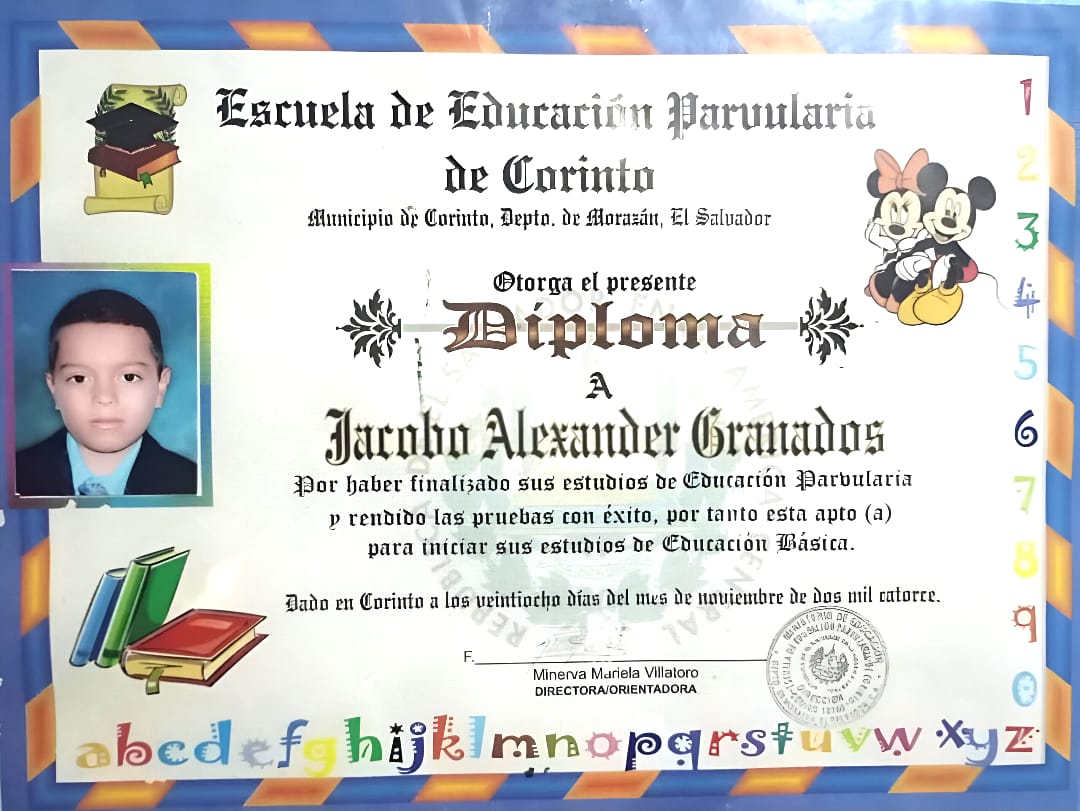 Escuela de Educación Parvularia
de Corinto
Municipio de Corinto, Depto. de Morazán, El Salvador
Otorga el presente
Diploma
A
Jacobo Alexander Granados
Por haber finalizado sus estudios de Educación Parvularia
y rendido las pruebas con éxito, por tanto esta apto (a)
para iniciar sus estudios de Educación Básica.
Dado en Corinto a los veintiocho días del mes de noviembre de dos mil catorce.
F.
Minerva Mariela Villatoro
DIRECTORA/ORIENTADORA
1
2
3
4
5
6
7
8
9
0
abcdefghijklmnopqrstuvwxyz